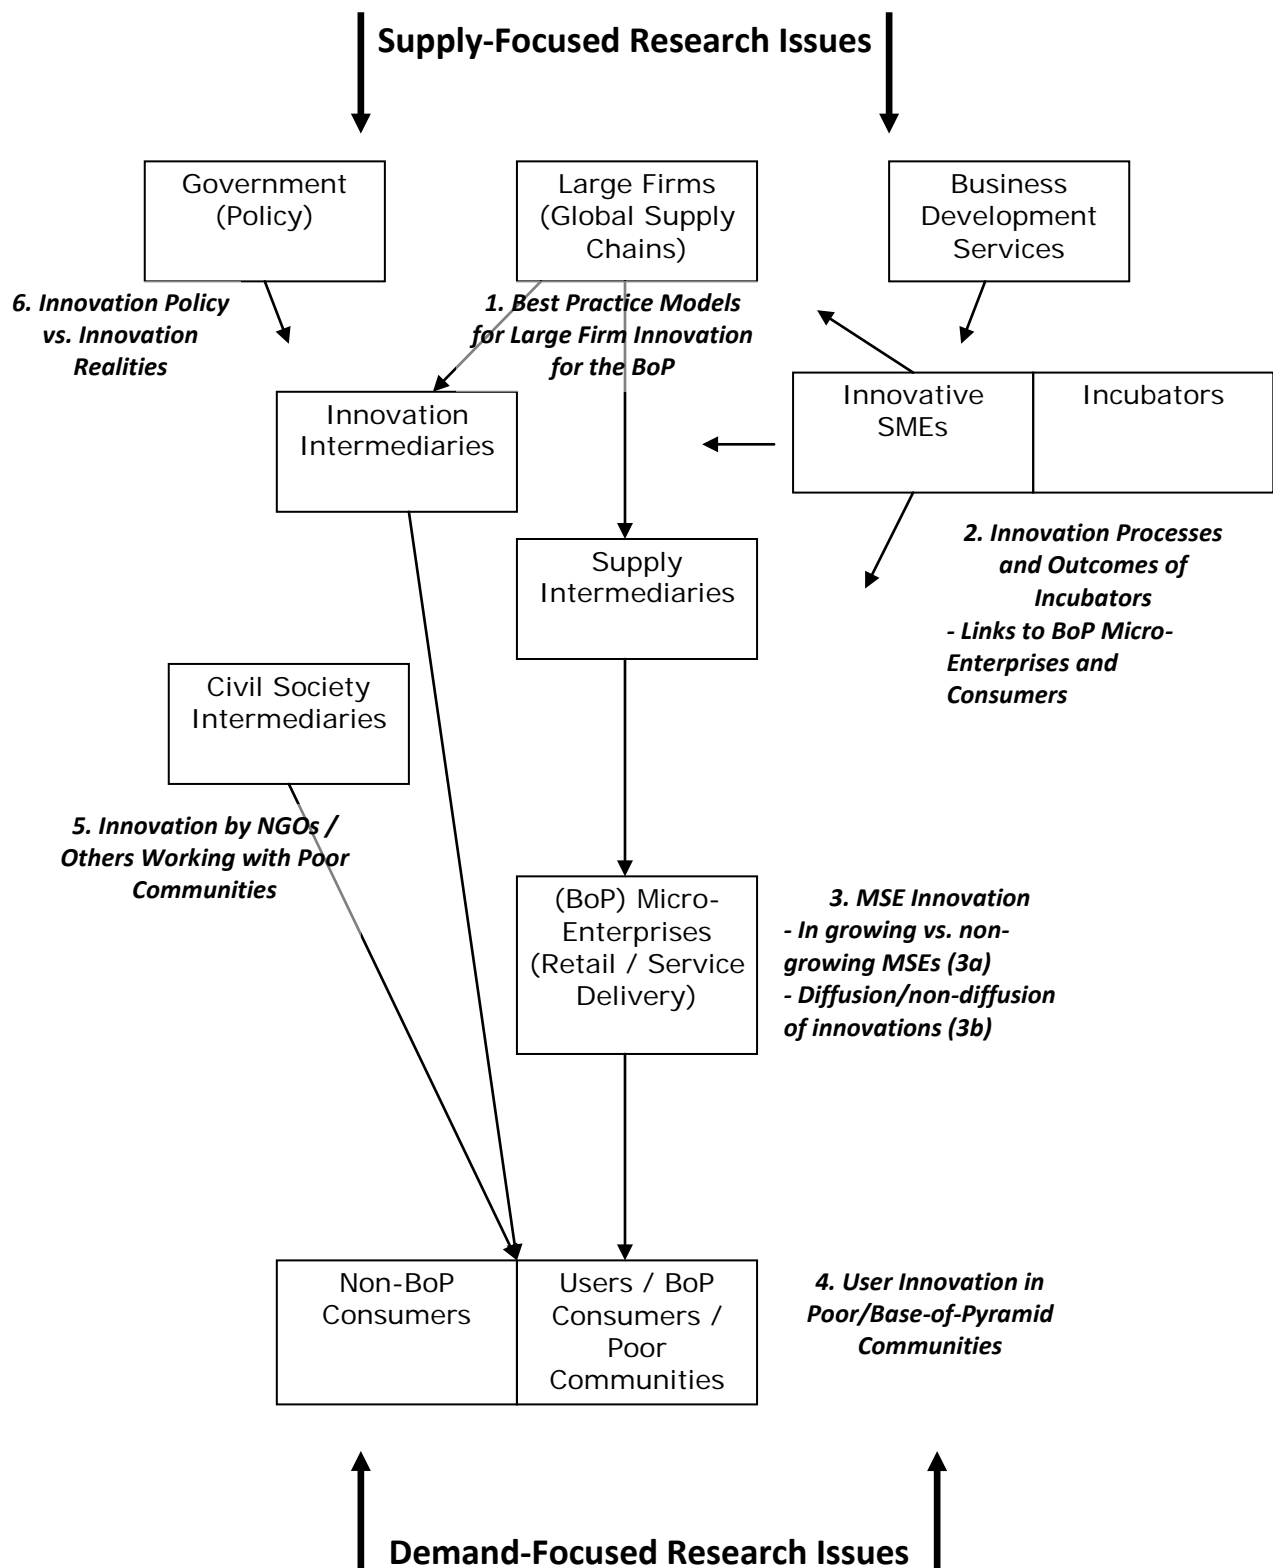 Supply-Focused Research Issues
Government
(Policy)
Large Firms
(Global Supply
Chains)
Business
Development
Services
6. Innovation Policy
vs. Innovation
Realities
1. Best Practice Models
for Large Firm Innovation
for the BoP
Innovation
Intermediaries
Innovative
SMEs
Incubators
Supply
Intermediaries
2. Innovation Processes
and Outcomes of
Incubators
- Links to BoP Micro-
Enterprises and
Consumers
Civil Society
Intermediaries
5. Innovation by NGOs /
Others Working with Poor
Communities
(BoP) Micro-
Enterprises
(Retail / Service
Delivery)
3. MSE Innovation
- In growing vs. non-
growing MSEs (3a)
- Diffusion/non-diffusion
of innovations (3b)
Non-BoP
Consumers
Users / BoP
Consumers /
Poor
Communities
4. User Innovation in
Poor/Base-of-Pyramid
Communities
Demand-Focused Research Issues